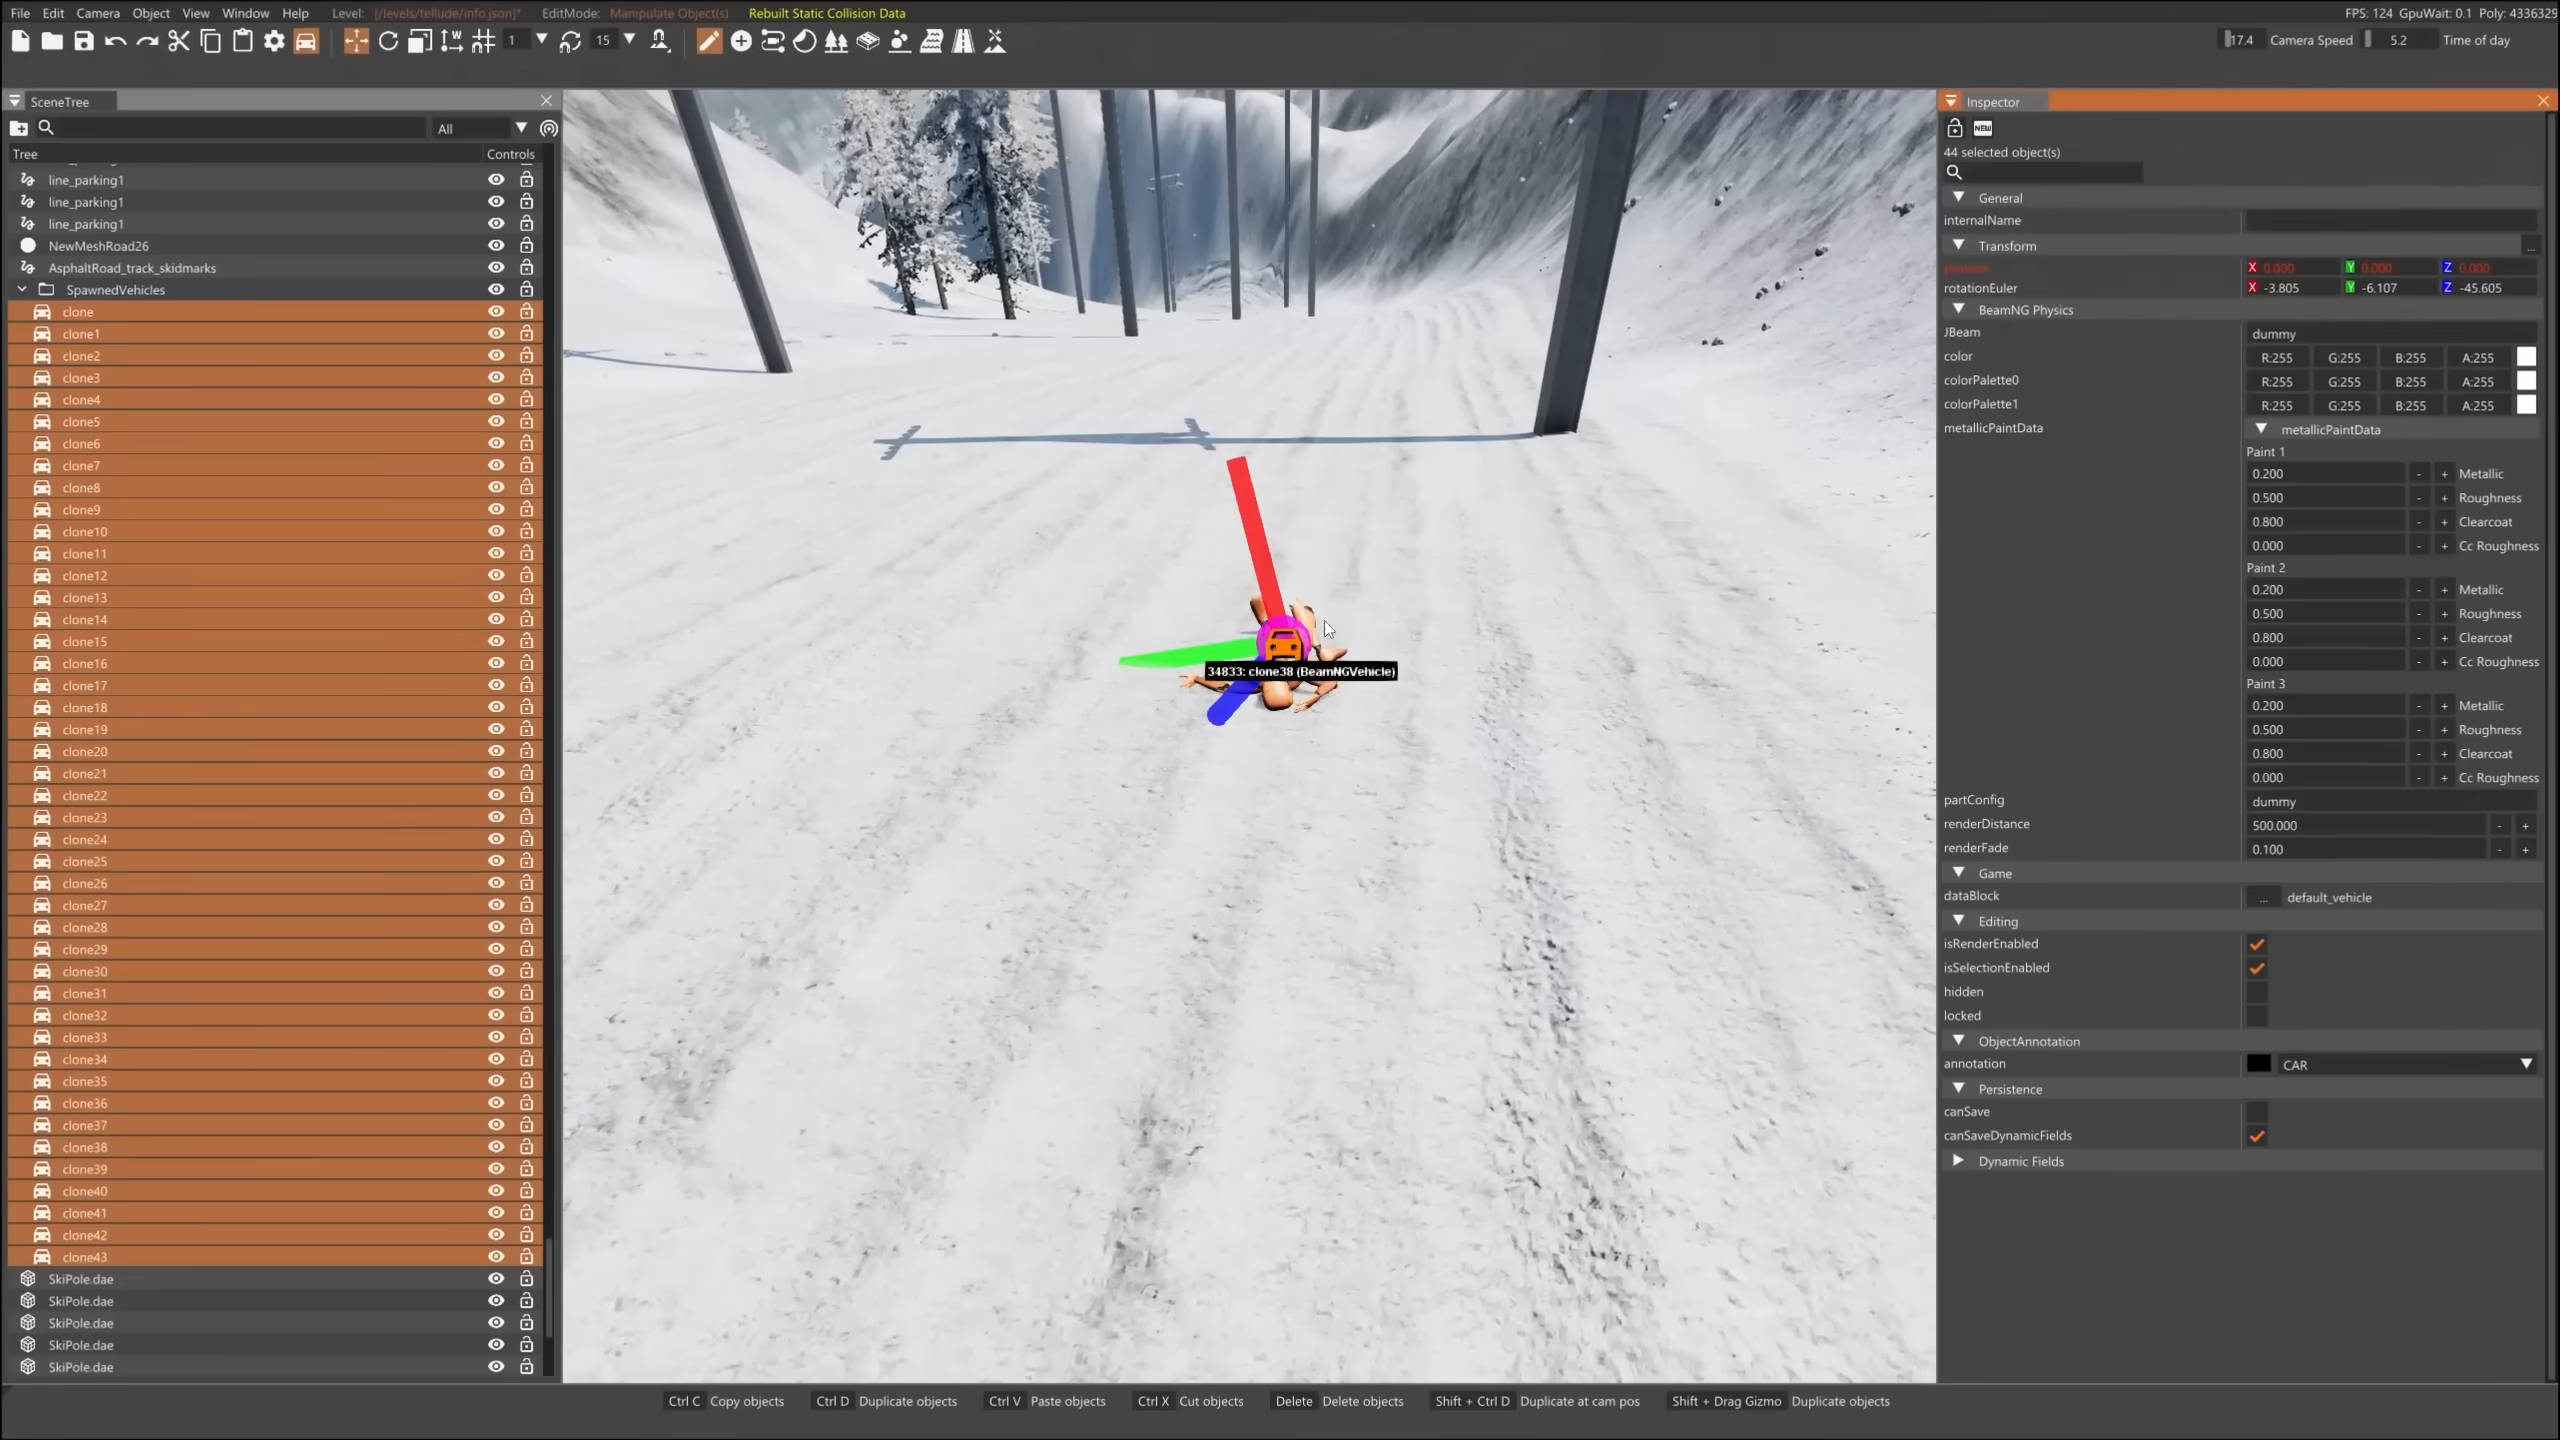 File Edit Camera Object View Window Help Level: [/levels/tellude/info.json]* EditMode: Manipulate Object(s) Rebuilt Static Collision Data FPS: 124 GpuWait: 0.1 Poly: 4336329
1 15 17.4 Camera Speed 5.2 Time of day
SceneTree
All
Tree Controls
line_parking1
line_parking1
line_parking1
NewMeshRoad26
AsphaltRoad_track_skidmarks
SpawnedVehicles
clone
clone1
clone2
clone3
clone4
clone5
clone6
clone7
clone8
clone9
clone10
clone11
clone12
clone13
clone14
clone15
clone16
clone17
clone18
clone19
clone20
clone21
clone22
clone23
clone24
clone25
clone26
clone27
clone28
clone29
clone30
clone31
clone32
clone33
clone34
clone35
clone36
clone37
clone38
clone39
clone40
clone41
clone42
clone43
SkiPole.dae
SkiPole.dae
SkiPole.dae
SkiPole.dae
SkiPole.dae
34833: clone38 (BeamNGVehicle)
Inspector
NEW
44 selected object(s)
General
internalName
Transform ...
position X 0.000 Y 0.000 Z 0.000
rotationEuler X -3.805 Y -6.107 Z -45.605
BeamNG Physics
JBeam dummy
color R:255 G:255 B:255 A:255
colorPalette0 R:255 G:255 B:255 A:255
colorPalette1 R:255 G:255 B:255 A:255
metallicPaintData metallicPaintData
Paint 1
0.200 - + Metallic
0.500 - + Roughness
0.800 - + Clearcoat
0.000 - + Cc Roughness
Paint 2
0.200 - + Metallic
0.500 - + Roughness
0.800 - + Clearcoat
0.000 - + Cc Roughness
Paint 3
0.200 - + Metallic
0.500 - + Roughness
0.800 - + Clearcoat
0.000 - + Cc Roughness
partConfig dummy
renderDistance 500.000 - +
renderFade 0.100 - +
Game
dataBlock ... default_vehicle
Editing
isRenderEnabled
isSelectionEnabled
hidden
locked
ObjectAnnotation
annotation CAR
Persistence
canSave
canSaveDynamicFields
Dynamic Fields
Ctrl C Copy objects Ctrl D Duplicate objects Ctrl V Paste objects Ctrl X Cut objects Delete Delete objects Shift + Ctrl D Duplicate at cam pos Shift + Drag Gizmo Duplicate objects